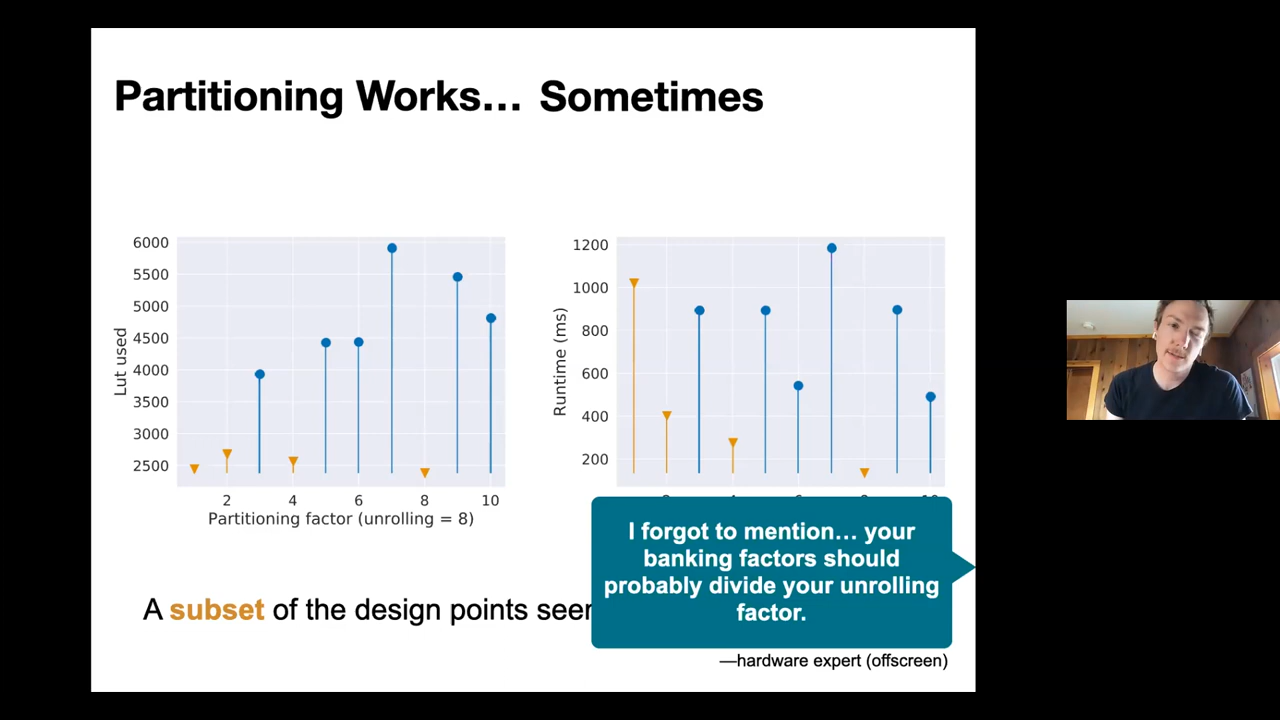 Partitioning Works... Sometimes
6000
5500
5000
4500
4000
3500
3000
2500
Lut used
2 4 6 8 10
Partitioning factor (unrolling = 8)
1200
1000
800
600
400
200
Runtime (ms)
I forgot to mention... your
banking factors should
probably divide your unrolling
factor.
A subset of the design points
—hardware expert (offscreen)